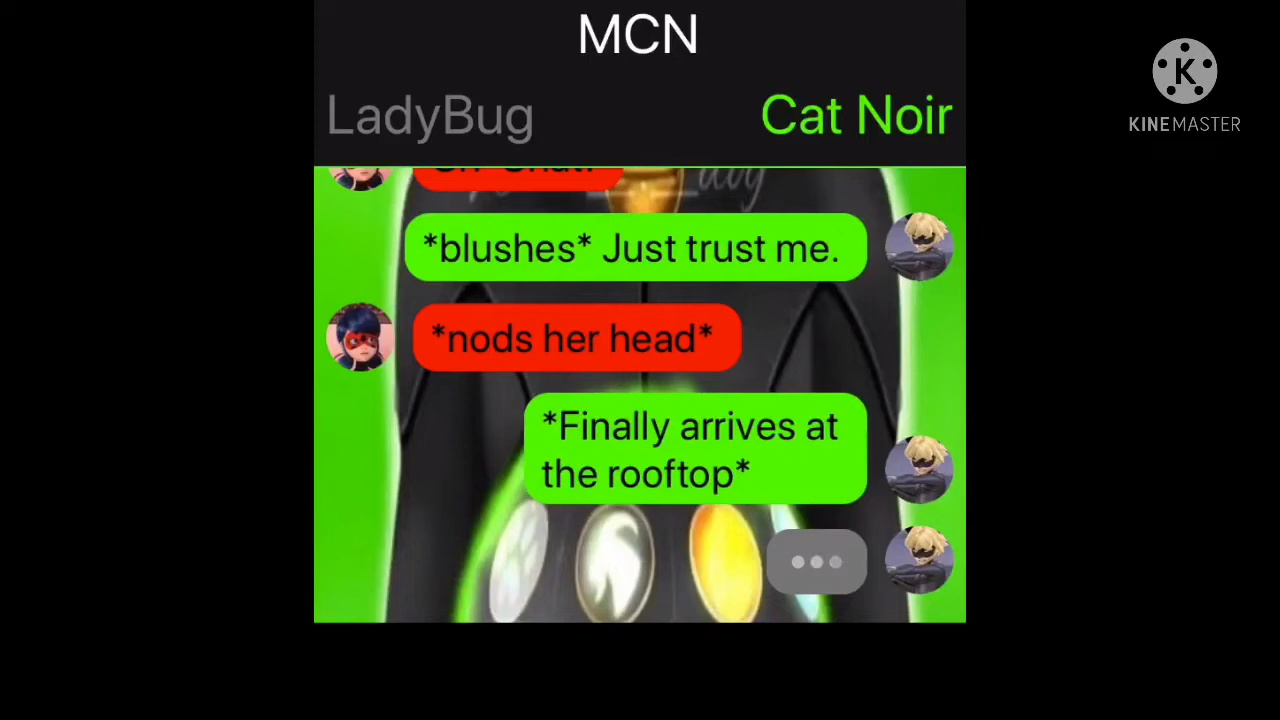 MCN
K
KINEMASTER
LadyBug
Cat Noir
*blushes* Just trust me.
*nods her head*
*Finally arrives at
the rooftop*